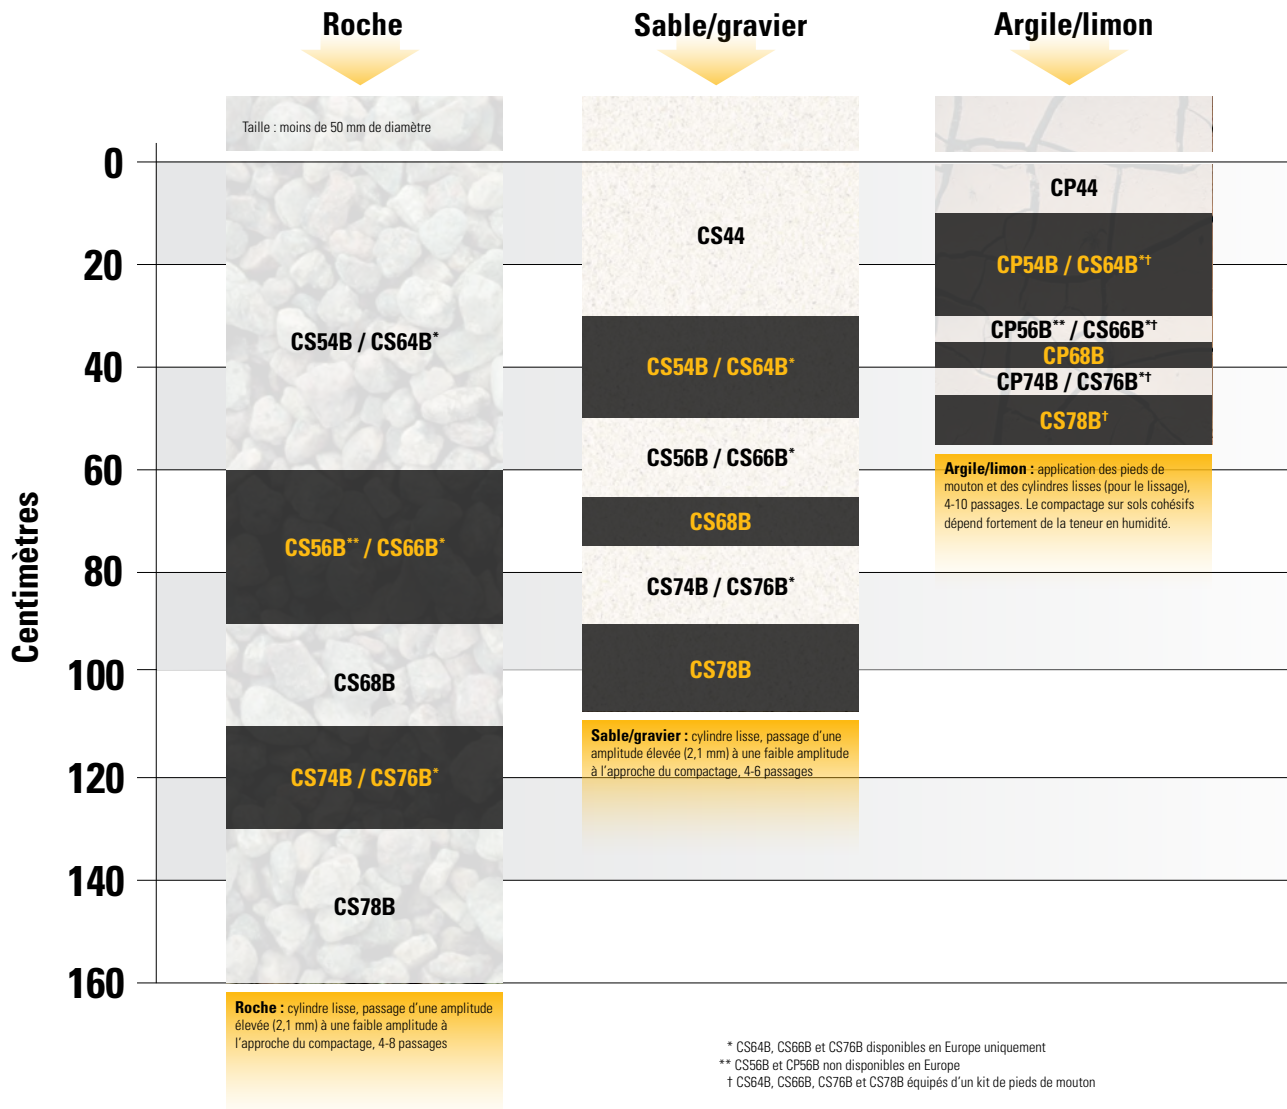 Roche
Sable/gravier
Argile/limon
Taille : moins de 50 mm de diamètre
Centimètres
0
20
40
60
80
100
120
140
160
CS54B / CS64B*
CS56B** / CS66B*
CS68B
CS74B / CS76B*
CS78B
Roche : cylindre lisse, passage d'une amplitude
élevée (2,1 mm) à une faible amplitude à
l'approche du compactage, 4-8 passages
CS44
CS54B / CS64B*
CS56B / CS66B*
CS68B
CS74B / CS76B*
CS78B
Sable/gravier : cylindre lisse, passage d'une
amplitude élevée (2,1 mm) à une faible amplitude
à l'approche du compactage, 4-6 passages
CP44
CP54B / CS64B*†
CP56B** / CS66B*†
CP68B
CP74B / CS76B*†
CS78B†
Argile/limon : application des pieds de
mouton et des cylindres lisses (pour le lissage),
4-10 passages. Le compactage sur sols cohésifs
dépend fortement de la teneur en humidité.
* CS64B, CS66B et CS76B disponibles en Europe uniquement
** CS56B et CP56B non disponibles en Europe
† CS64B, CS66B, CS76B et CS78B équipés d'un kit de pieds de mouton